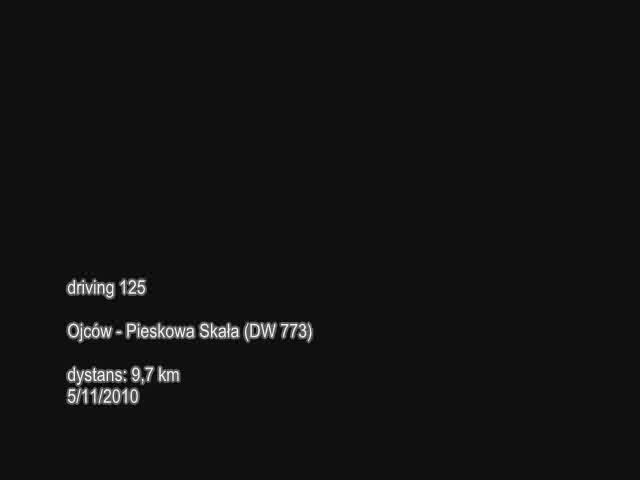 driving 125
Ojców - Pieskowa Skała (DW 773)
dystans: 9,7 km
5/11/2010